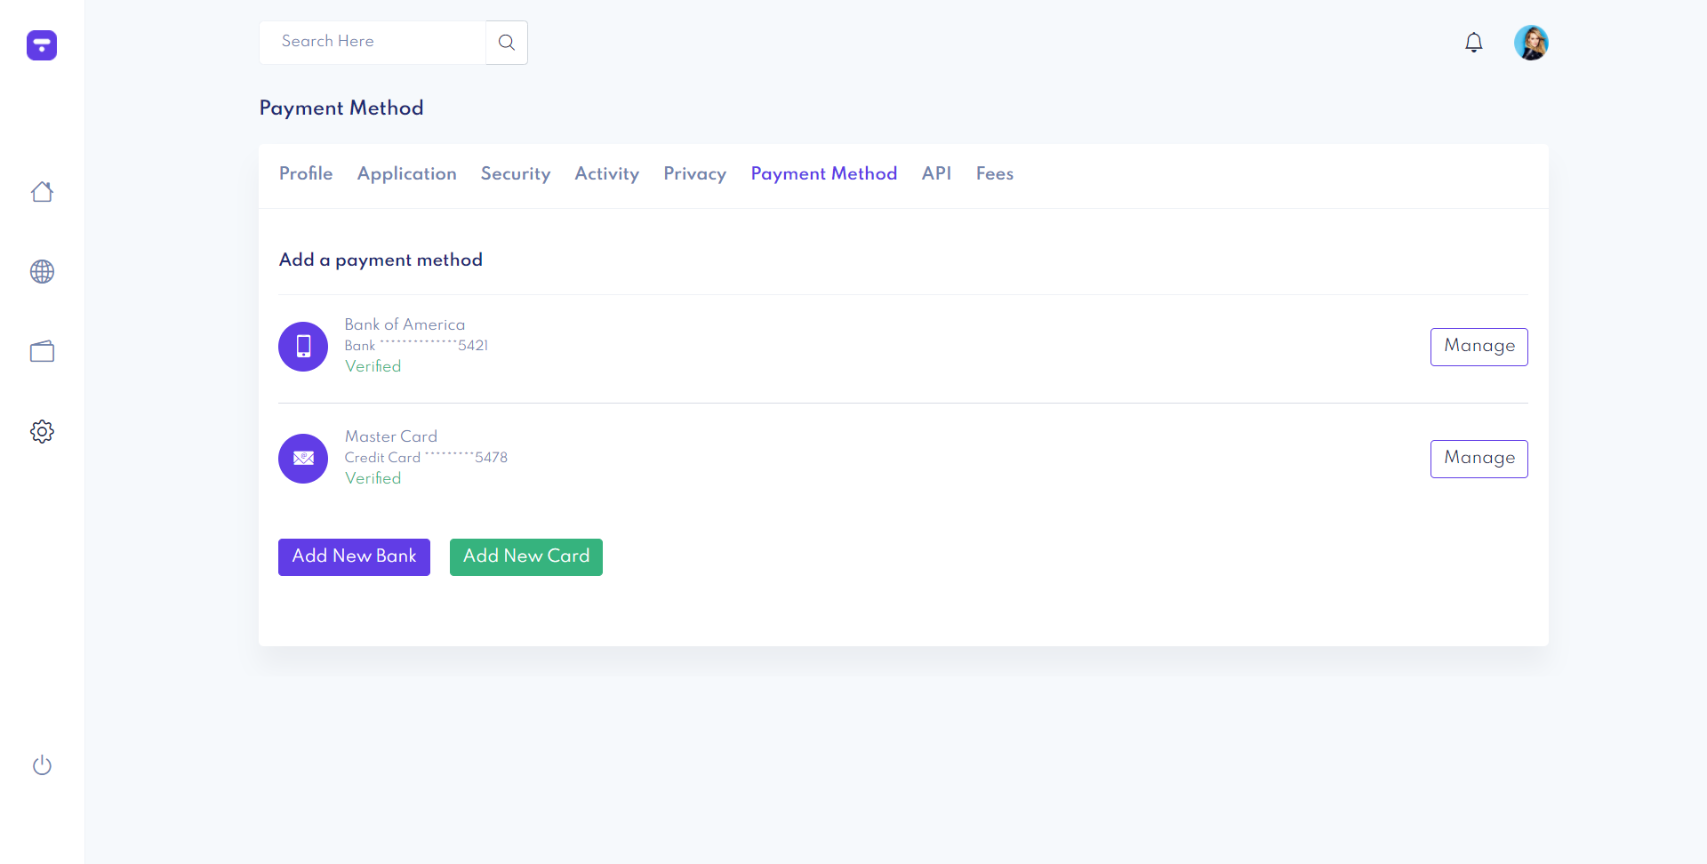 Search Here
Payment Method
Profile Application Security Activity Privacy Payment Method API Fees
Add a payment method
Bank of America
Bank **************5421
Verified
Manage
Master Card
Credit Card *********5478
Verified
Manage
Add New Bank Add New Card